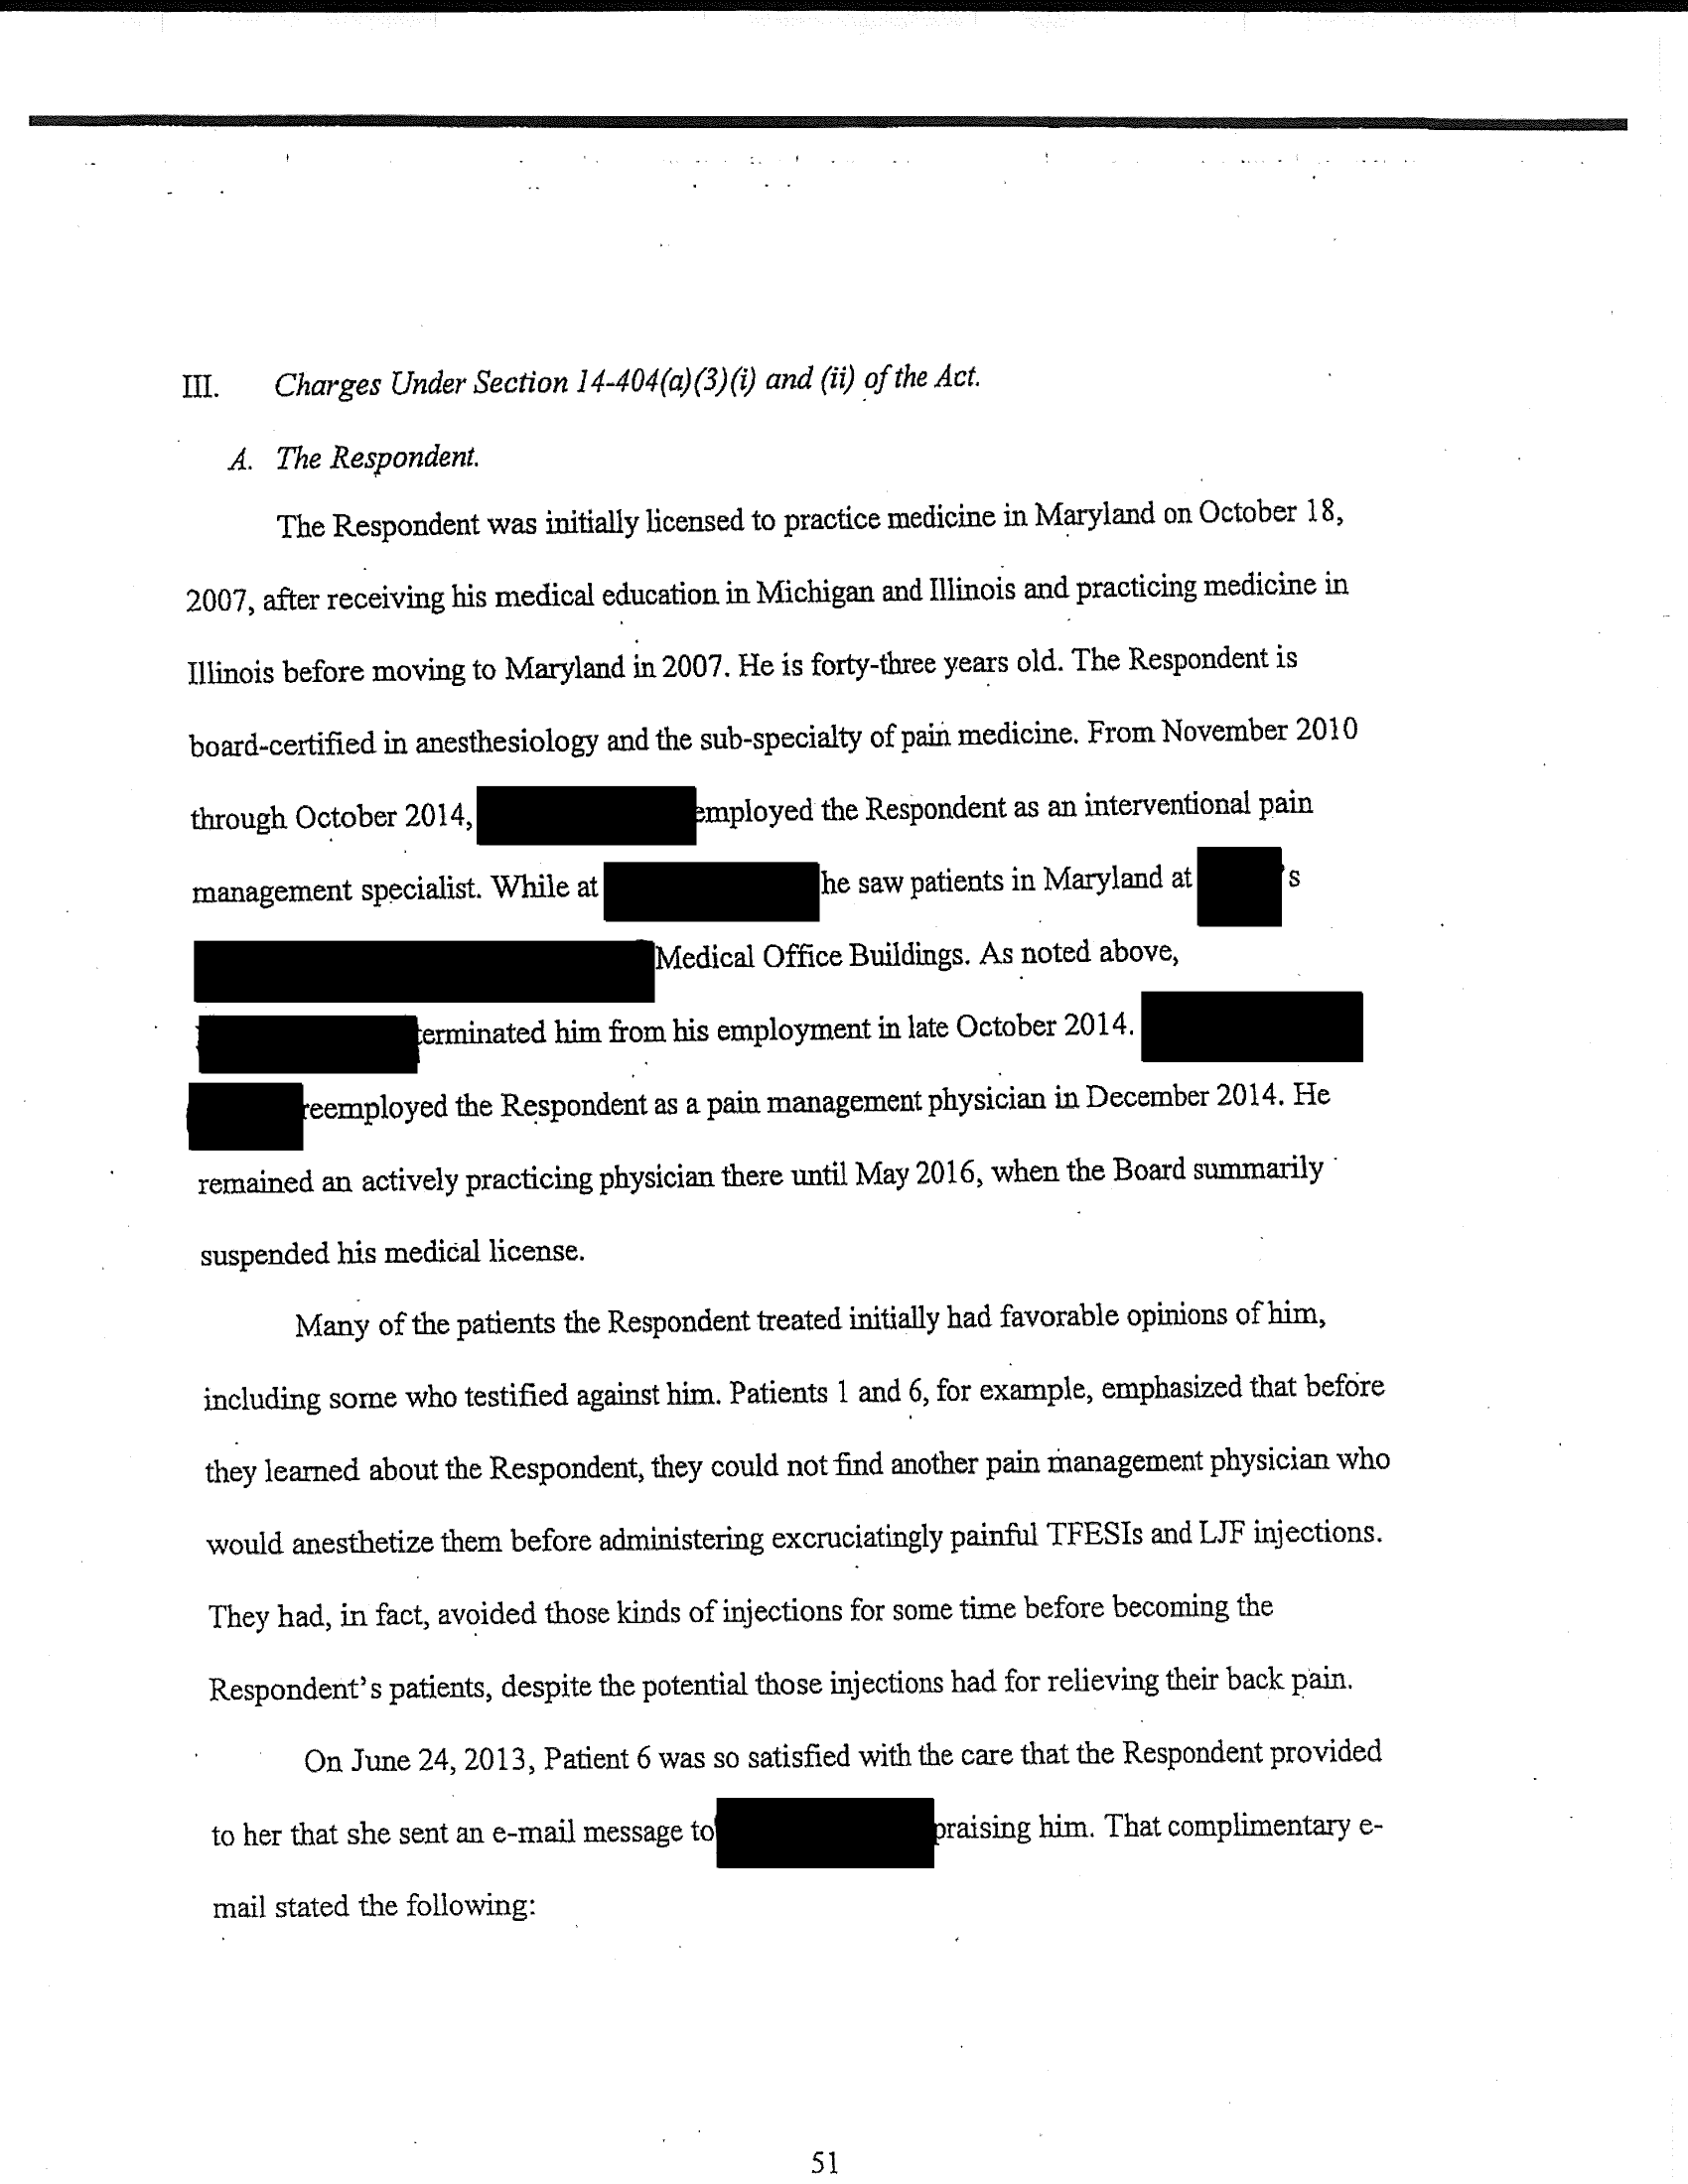 III. Charges Under Section 14-404(a)(3)(i) and (ii) of the Act.
A. The Respondent.
The Respondent was initially licensed to practice medicine in Maryland on October 18,
2007, after receiving his medical education in Michigan and Illinois and practicing medicine in
Illinois before moving to Maryland in 2007. He is forty-three years old. The Respondent is
board-certified in anesthesiology and the sub-specialty of pain medicine. From November 2010
through October 2014, employed the Respondent as an interventional pain
management specialist. While at he saw patients in Maryland at 's
Medical Office Buildings. As noted above,
terminated him from his employment in late October 2014.
reemployed the Respondent as a pain management physician in December 2014. He
remained an actively practicing physician there until May 2016, when the Board summarily
suspended his medical license.
Many of the patients the Respondent treated initially had favorable opinions of him,
including some who testified against him. Patients 1 and 6, for example, emphasized that before
they learned about the Respondent, they could not find another pain management physician who
would anesthetize them before administering excruciatingly painful TFESIs and LJF injections.
They had, in fact, avoided those kinds of injections for some time before becoming the
Respondent's patients, despite the potential those injections had for relieving their back pain.
On June 24, 2013, Patient 6 was so satisfied with the care that the Respondent provided
to her that she sent an e-mail message to praising him. That complimentary e-
mail stated the following:
51